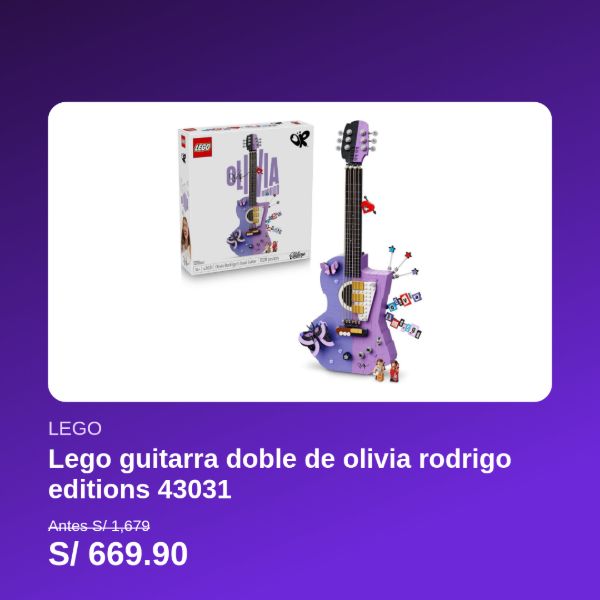 LEGO
OLIVIA
LEGO
Lego guitarra doble de olivia rodrigo
editions 43031
Antes S/ 1,679
S/ 669.90